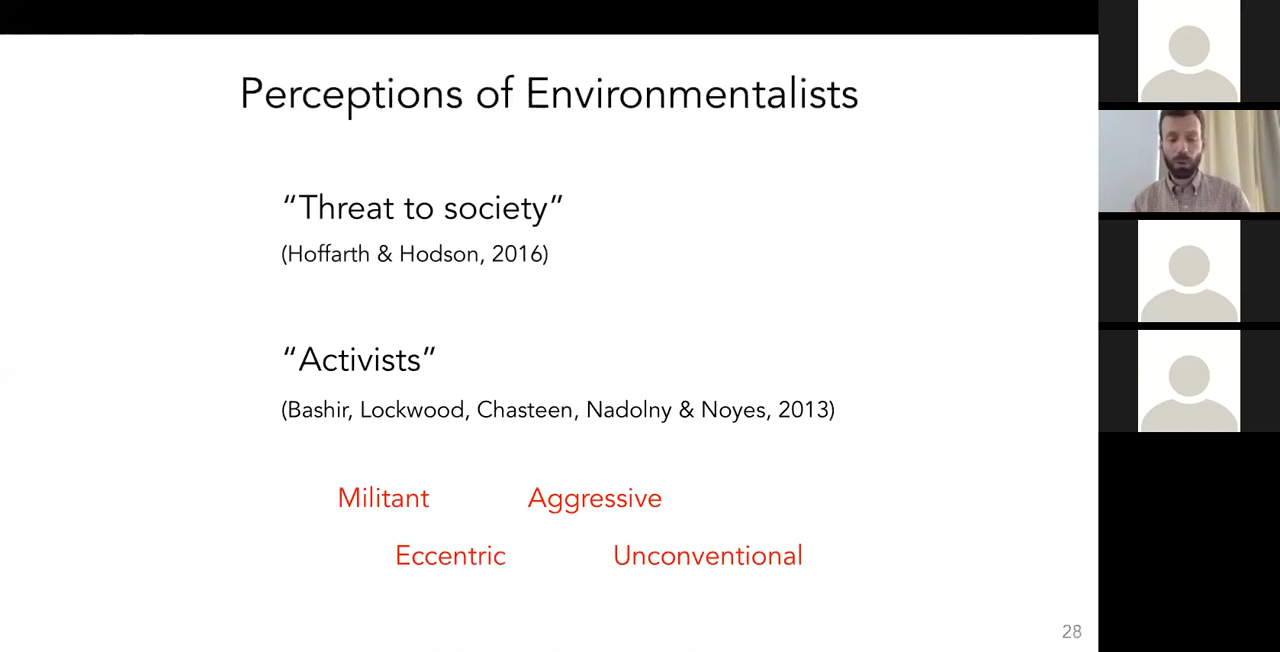 Perceptions of Environmentalists
“Threat to society”
(Hoffarth & Hodson, 2016)
“Activists”
(Bashir, Lockwood, Chasteen, Nadolny & Noyes, 2013)
Militant Aggressive
Eccentric Unconventional
28